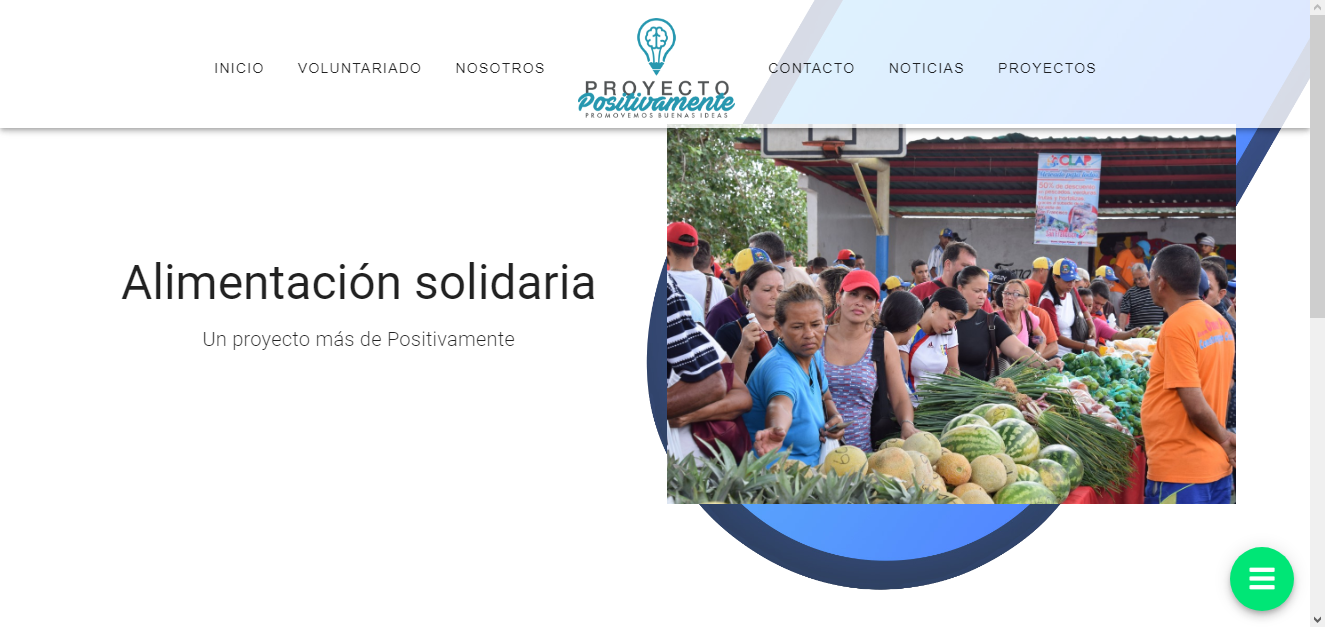 INICIO
VOLUNTARIADO
NOSOTROS
PROYECTO
Positivamente
PROMOVEMOS BUENAS IDEAS
CONTACTO
NOTICIAS
PROYECTOS
Alimentación solidaria
Un proyecto más de Positivamente
CLAP